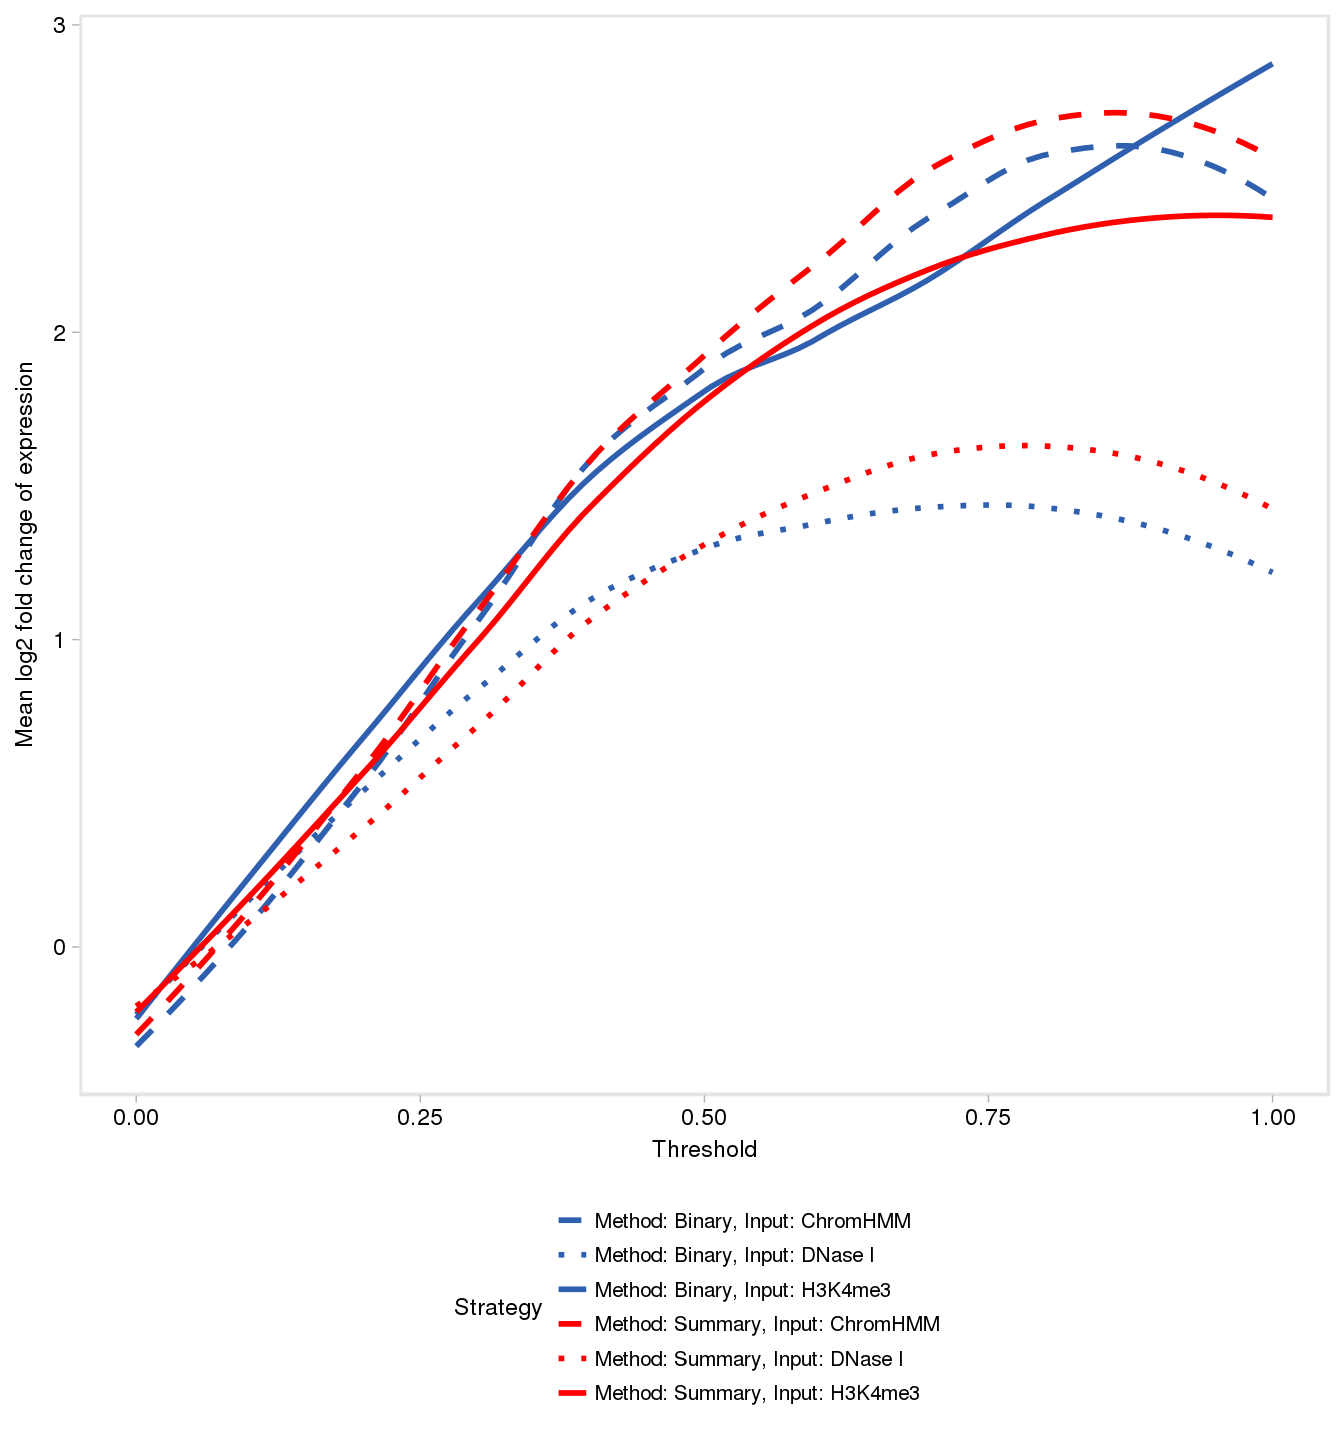 3
2
1
0
Mean log2 fold change of expression
0.00 0.25 0.50 0.75 1.00
Threshold
Strategy
Method: Binary, Input: ChromHMM
Method: Binary, Input: DNase I
Method: Binary, Input: H3K4me3
Method: Summary, Input: ChromHMM
Method: Summary, Input: DNase I
Method: Summary, Input: H3K4me3